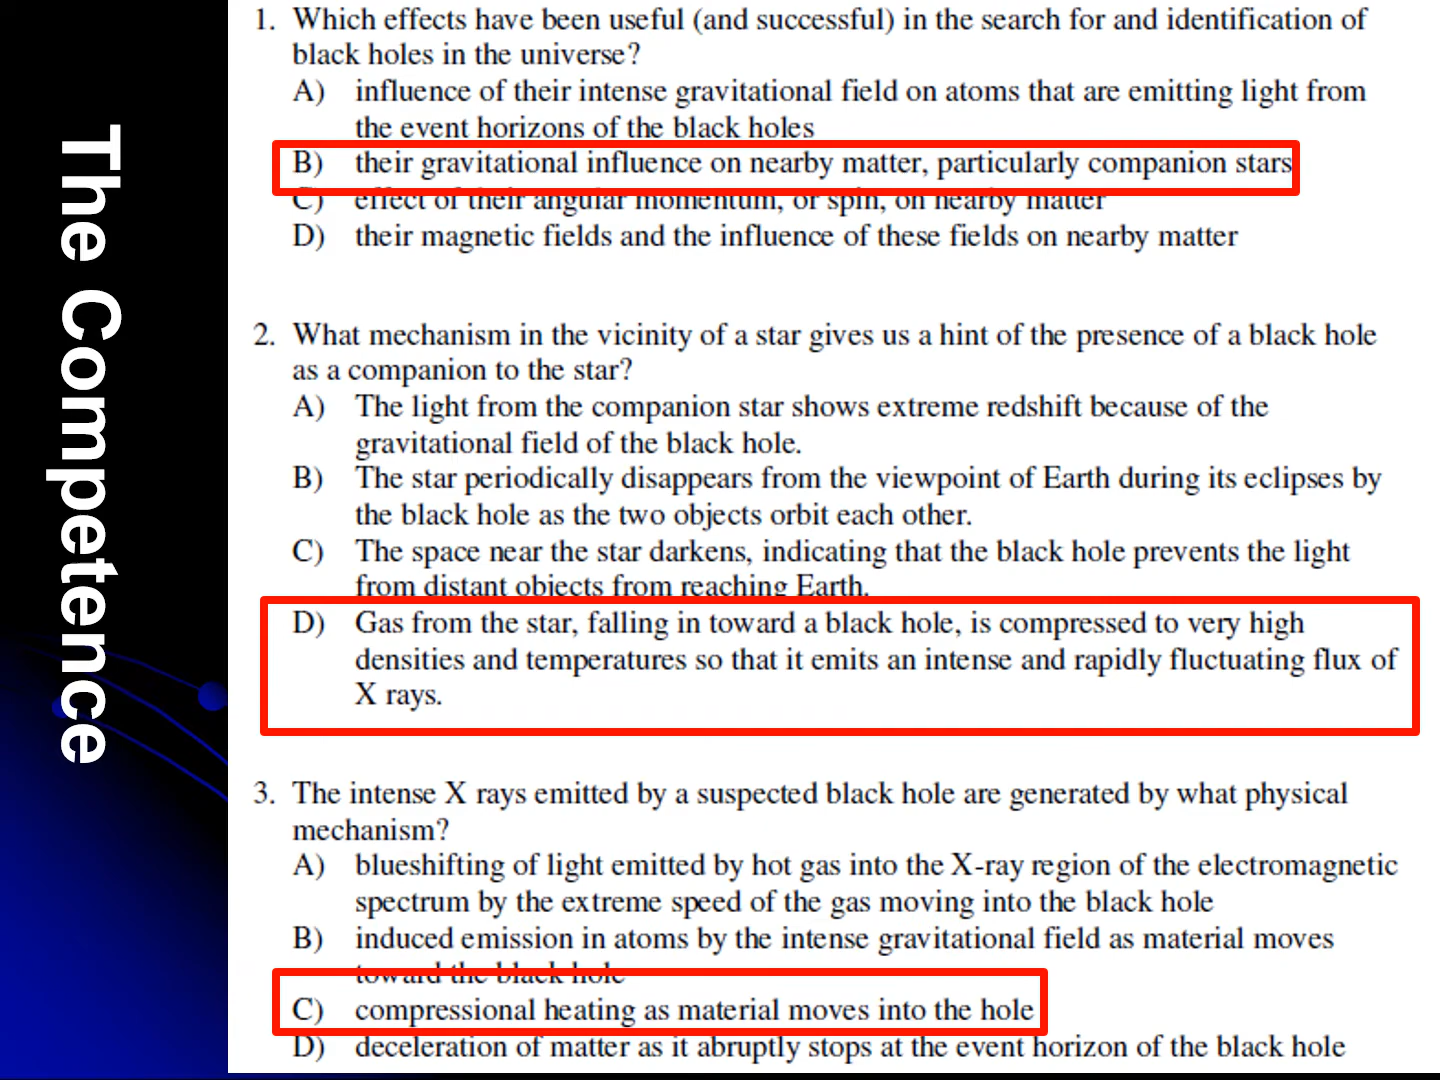 The Competence
1. Which effects have been useful (and successful) in the search for and identification of
black holes in the universe?
A) influence of their intense gravitational field on atoms that are emitting light from
the event horizons of the black holes
B) their gravitational influence on nearby matter, particularly companion stars
C) effect of their angular momentum, or spin, on nearby matter
D) their magnetic fields and the influence of these fields on nearby matter
2. What mechanism in the vicinity of a star gives us a hint of the presence of a black hole
as a companion to the star?
A) The light from the companion star shows extreme redshift because of the
gravitational field of the black hole.
B) The star periodically disappears from the viewpoint of Earth during its eclipses by
the black hole as the two objects orbit each other.
C) The space near the star darkens, indicating that the black hole prevents the light
from distant objects from reaching Earth.
D) Gas from the star, falling in toward a black hole, is compressed to very high
densities and temperatures so that it emits an intense and rapidly fluctuating flux of
X rays.
3. The intense X rays emitted by a suspected black hole are generated by what physical
mechanism?
A) blueshifting of light emitted by hot gas into the X-ray region of the electromagnetic
spectrum by the extreme speed of the gas moving into the black hole
B) induced emission in atoms by the intense gravitational field as material moves
toward the black hole
C) compressional heating as material moves into the hole
D) deceleration of matter as it abruptly stops at the event horizon of the black hole